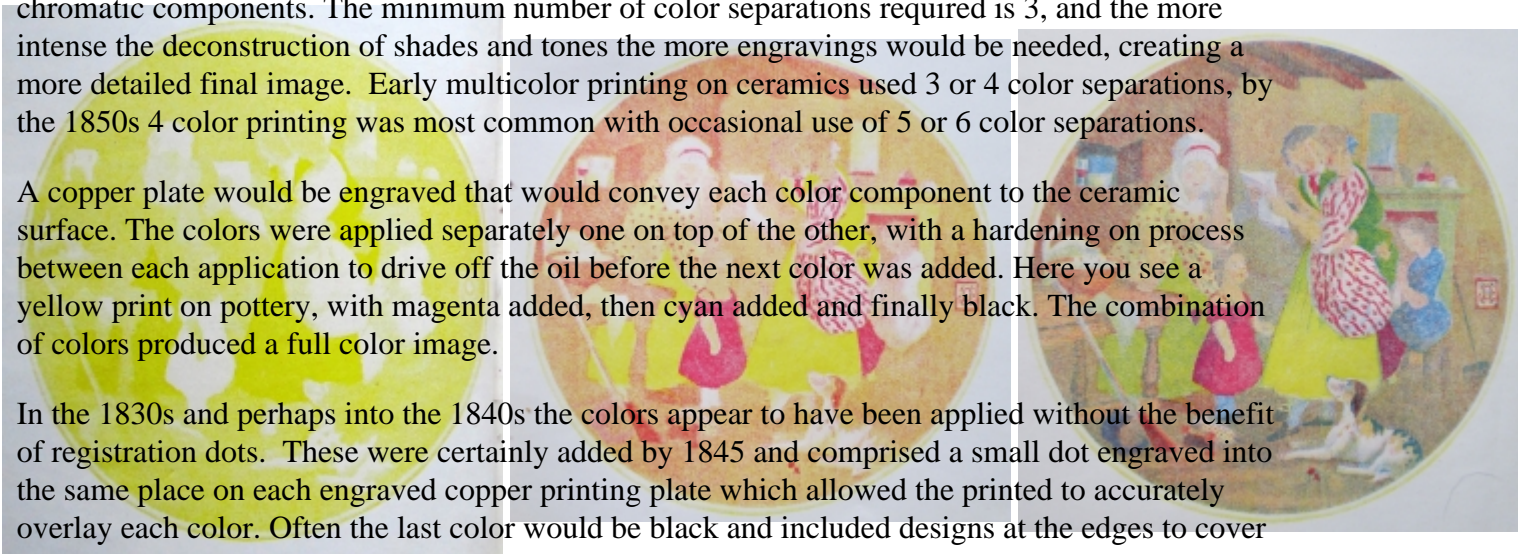 chromatic components. The minimum number of color separations required is 3, and the more
intense the deconstruction of shades and tones the more engravings would be needed, creating a
more detailed final image.  Early multicolor printing on ceramics used 3 or 4 color separations, by
the 1850s 4 color printing was most common with occasional use of 5 or 6 color separations.
A copper plate would be engraved that would convey each color component to the ceramic
surface. The colors were applied separately one on top of the other, with a hardening on process
between each application to drive off the oil before the next color was added. Here you see a
yellow print on pottery, with magenta added, then cyan added and finally black. The combination
of colors produced a full color image.
In the 1830s and perhaps into the 1840s the colors appear to have been applied without the benefit
of registration dots.  These were certainly added by 1845 and comprised a small dot engraved into
the same place on each engraved copper printing plate which allowed the printed to accurately
overlay each color. Often the last color would be black and included designs at the edges to cover